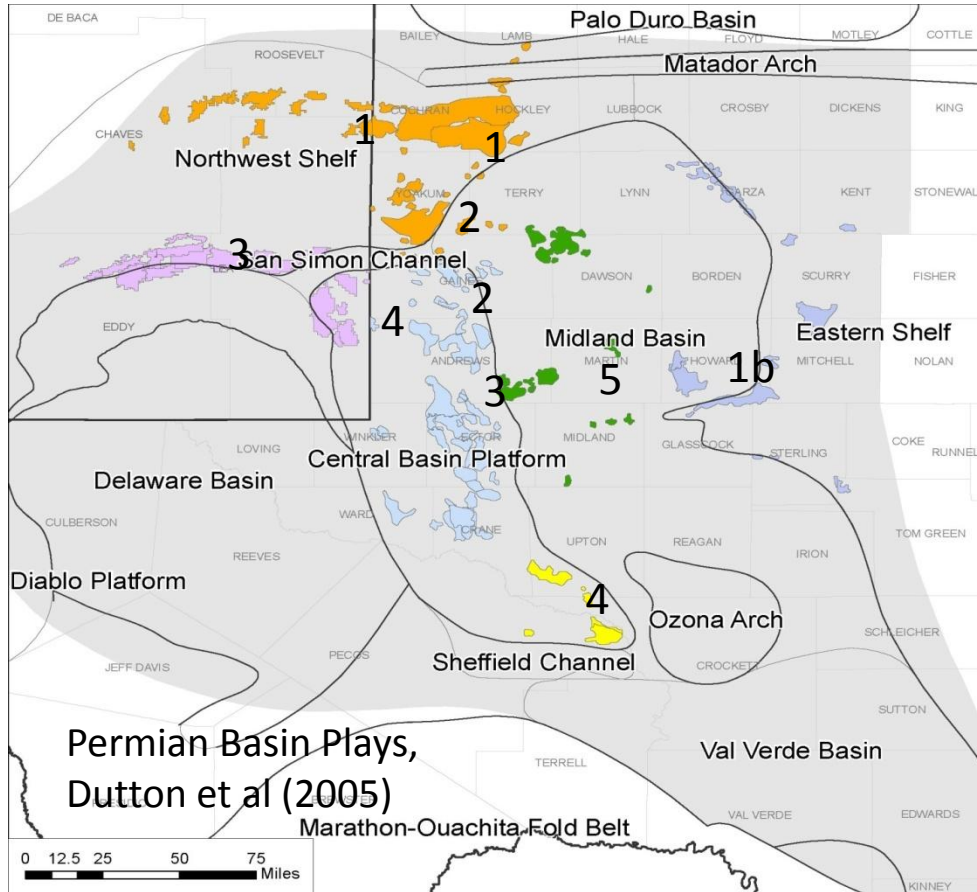 DE BACA
Palo Duro Basin
BAILEY
LAMB
HALE
FLOYD
MOTLEY
COTTLE
ROOSEVELT
Matador Arch
COCHRAN
HOCKLEY
LUBBOCK
CROSBY
DICKENS
KING
CHAVES
1
1
Northwest Shelf
YOAKUM
TERRY
LYNN
GARZA
KENT
STONEWAL
2
3
LEA
San Simon Channel
GAINES
DAWSON
BORDEN
SCURRY
FISHER
2
EDDY
4
Midland Basin
Eastern Shelf
ANDREWS
MARTIN
HOWARD
1b
MITCHELL
NOLAN
3
5
WINKLER
ECTOR
MIDLAND
GLASSCOCK
STERLING
COKE
RUNNEL
LOVING
Central Basin Platform
Delaware Basin
WARD
CRANE
CULBERSON
REEVES
UPTON
REAGAN
IRION
TOM GREEN
Diablo Platform
4
Ozona Arch
SCHLEICHER
JEFF DAVIS
PECOS
Sheffield Channel
CROCKETT
SUTTON
Permian Basin Plays,
Dutton et al (2005)
PRESIDIO
BREWSTER
TERRELL
Val Verde Basin
Marathon-Ouachita Fold Belt
VAL VERDE
EDWARDS
0 12.5 25 50 75
Miles
KINNEY